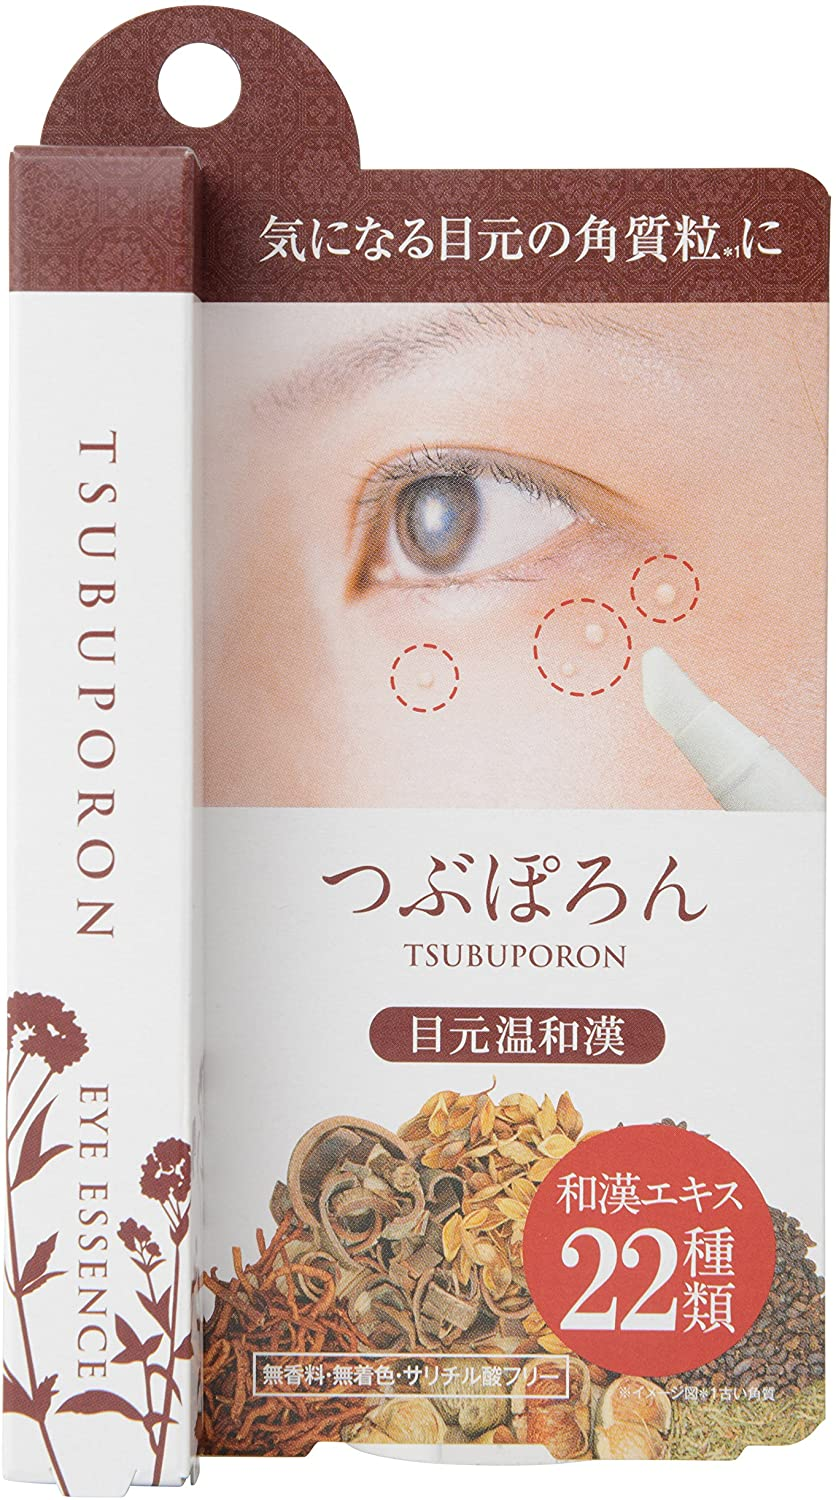 TSUBUPORON
EYE ESSENCE
気になる目元の角質粒*1に
つぶぽろん
TSUBUPORON
目元温和漢
和漢エキス
22種類
無香料・無着色・サリチル酸フリー
※イメージ図*1古い角質